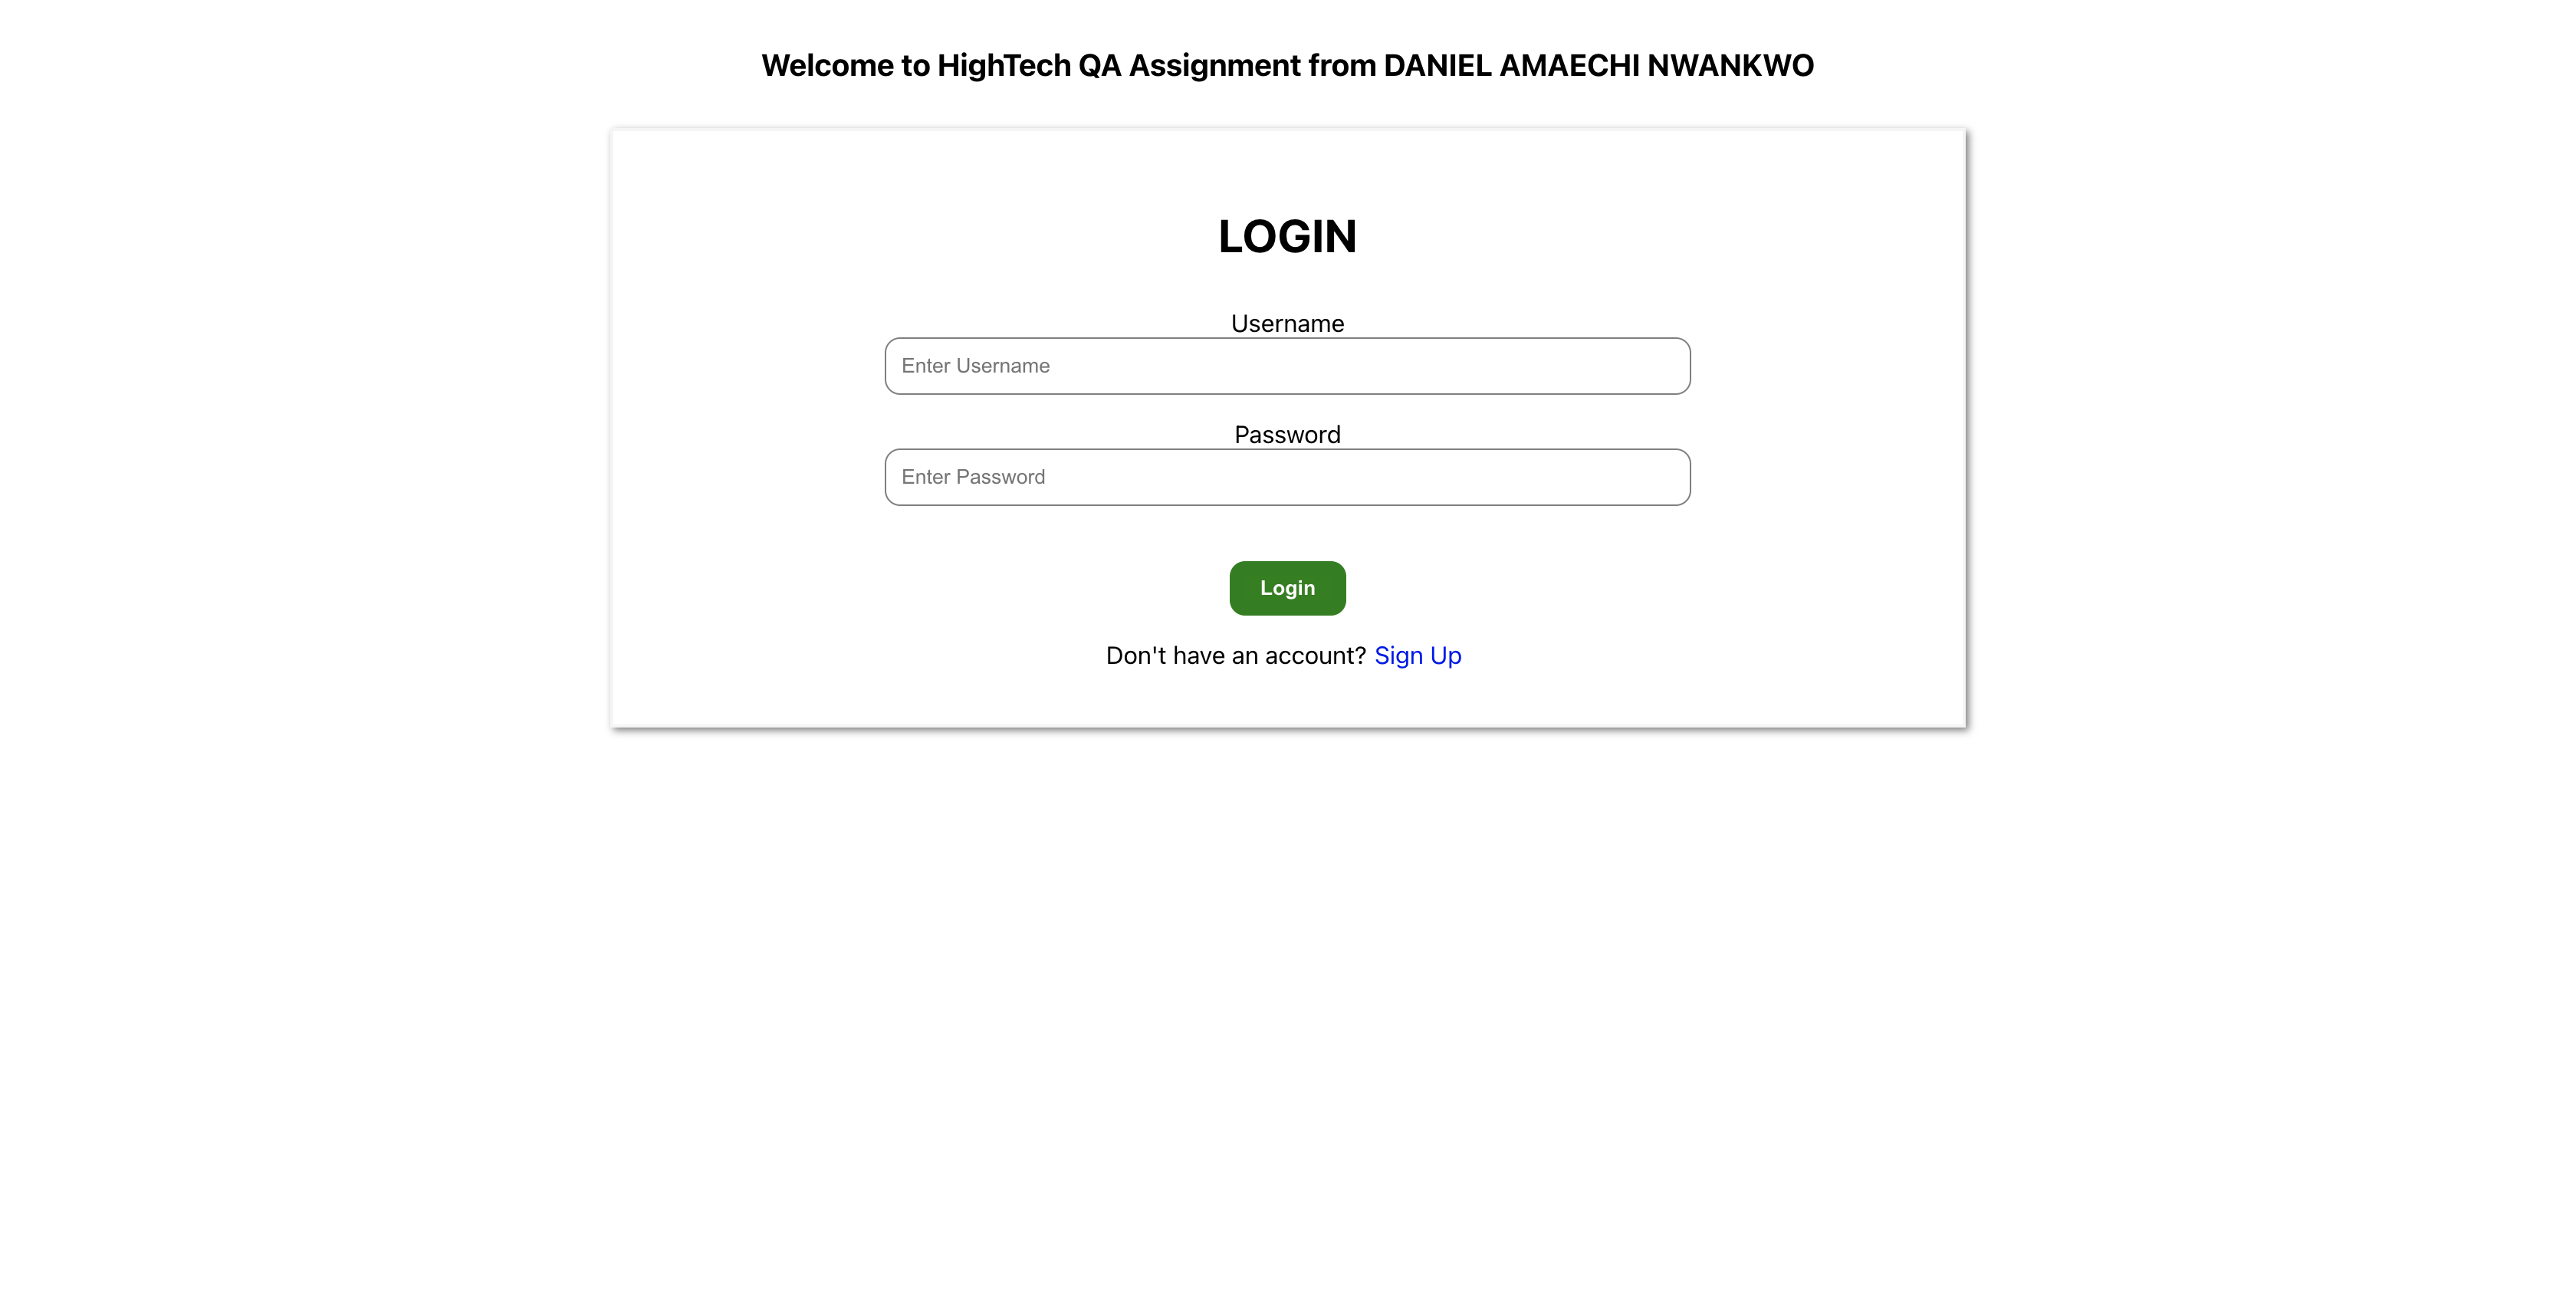 Welcome to HighTech QA Assignment from DANIEL AMAECHI NWANKWO
LOGIN
Username
Enter Username
Password
Enter Password
Login
Don't have an account? Sign Up